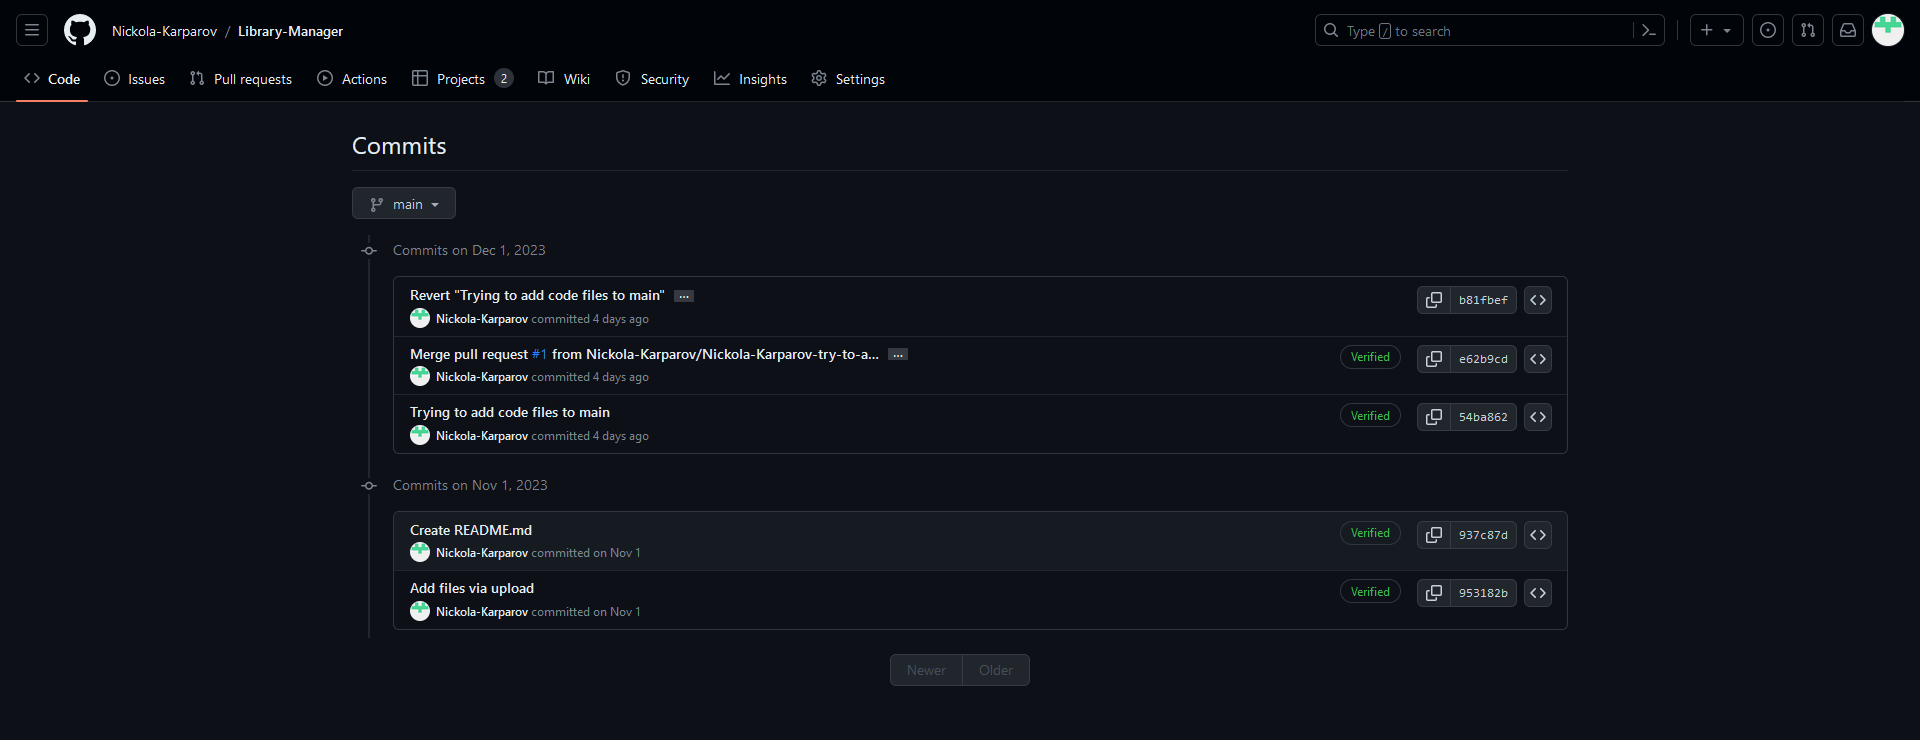 Nickola-Karparov / Library-Manager
Type / to search
Code Issues Pull requests Actions Projects 2 Wiki Security Insights Settings
Commits
main
Commits on Dec 1, 2023
Revert "Trying to add code files to main" …
b81fbef
Nickola-Karparov committed 4 days ago
Merge pull request #1 from Nickola-Karparov/Nickola-Karparov-try-to-a... …
Verified e62b9cd
Nickola-Karparov committed 4 days ago
Trying to add code files to main
Verified 54ba862
Nickola-Karparov committed 4 days ago
Commits on Nov 1, 2023
Create README.md
Verified 937c87d
Nickola-Karparov committed on Nov 1
Add files via upload
Verified 953182b
Nickola-Karparov committed on Nov 1
Newer Older